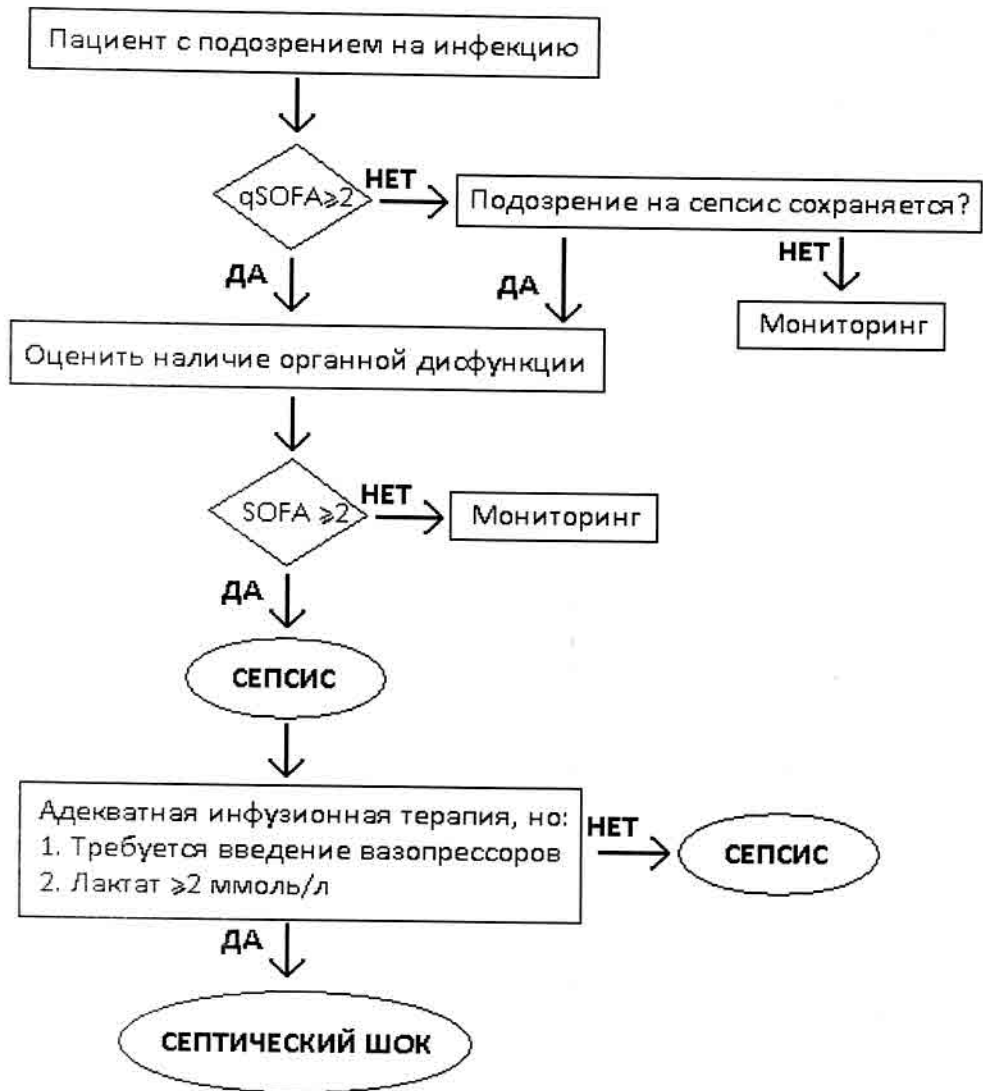 Пациент с подозрением на инфекцию
qSOFA⩾2
НЕТ
Подозрение на сепсис сохраняется?
ДА
ДА
НЕТ
Мониторинг
Оценить наличие органной дисфункции
SOFA ⩾2
НЕТ
Мониторинг
ДА
СЕПСИС
Адекватная инфузионная терапия, но:
1. Требуется введение вазопрессоров
2. Лактат ⩾2 ммоль/л
НЕТ
СЕПСИС
ДА
СЕПТИЧЕСКИЙ ШОК